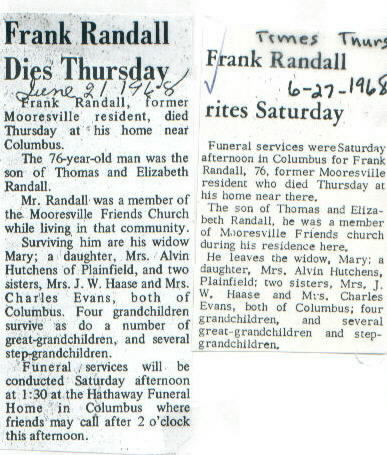 Frank Randall
Dies Thursday
June 21, 1968
Frank Randall, former
Mooresville resident, died
Thursday at his home near
Columbus.
The 76-year-old man was the
son of Thomas and Elizabeth
Randall.
Mr. Randall was a member of
the Mooresville Friends Church
while living in that community.
Surviving him are his widow
Mary; a daughter, Mrs. Alvin
Hutchens of Plainfield, and two
sisters, Mrs. J. W. Haase and Mrs.
Charles Evans, both of
Columbus. Four grandchildren
survive as do a number of
great-grandchildren, and several
step-grandchildren.
Funeral services will be
conducted Saturday afternoon
at 1:30 at the Hathaway Funeral
Home in Columbus where
friends may call after 2 o'clock
this afternoon.
Times Thurs
Frank Randall
6-27-1968
rites Saturday
Funeral services were Saturday
afternoon in Columbus for Frank
Randall, 76, former Mooresville
resident who died Thursday at
his home near there.
The son of Thomas and Eliza-
beth Randall, he was a member
of Mooresville Friends church
during his residence here.
He leaves the widow, Mary; a
daughter, Mrs. Alvin Hutchens,
Plainfield; two sisters, Mrs. J.
W. Haase and Mrs. Charles
Evans, both of Columbus; four
grandchildren, and several
great-grandchildren and step-
grandchildren.